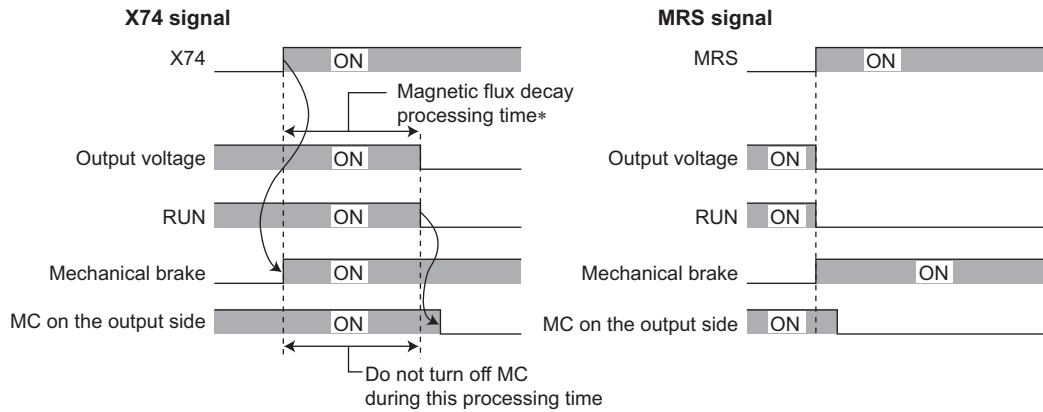 X74 signal
X74
ON
Magnetic flux decay
processing time*
Output voltage
ON
RUN
ON
Mechanical brake
ON
MC on the output side
ON
Do not turn off MC
during this processing time
MRS signal
MRS
ON
Output voltage
ON
RUN
ON
Mechanical brake
ON
MC on the output side
ON